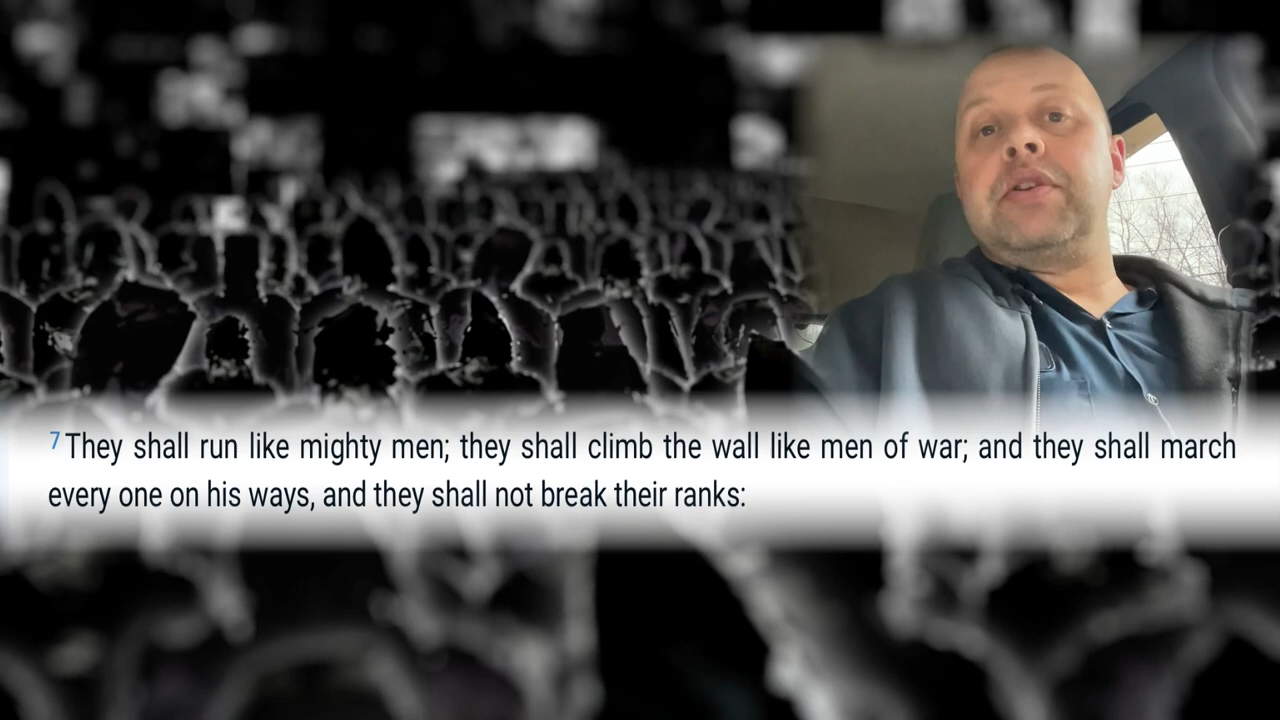 7 They shall run like mighty men; they shall climb the wall like men of war; and they shall march
every one on his ways, and they shall not break their ranks: